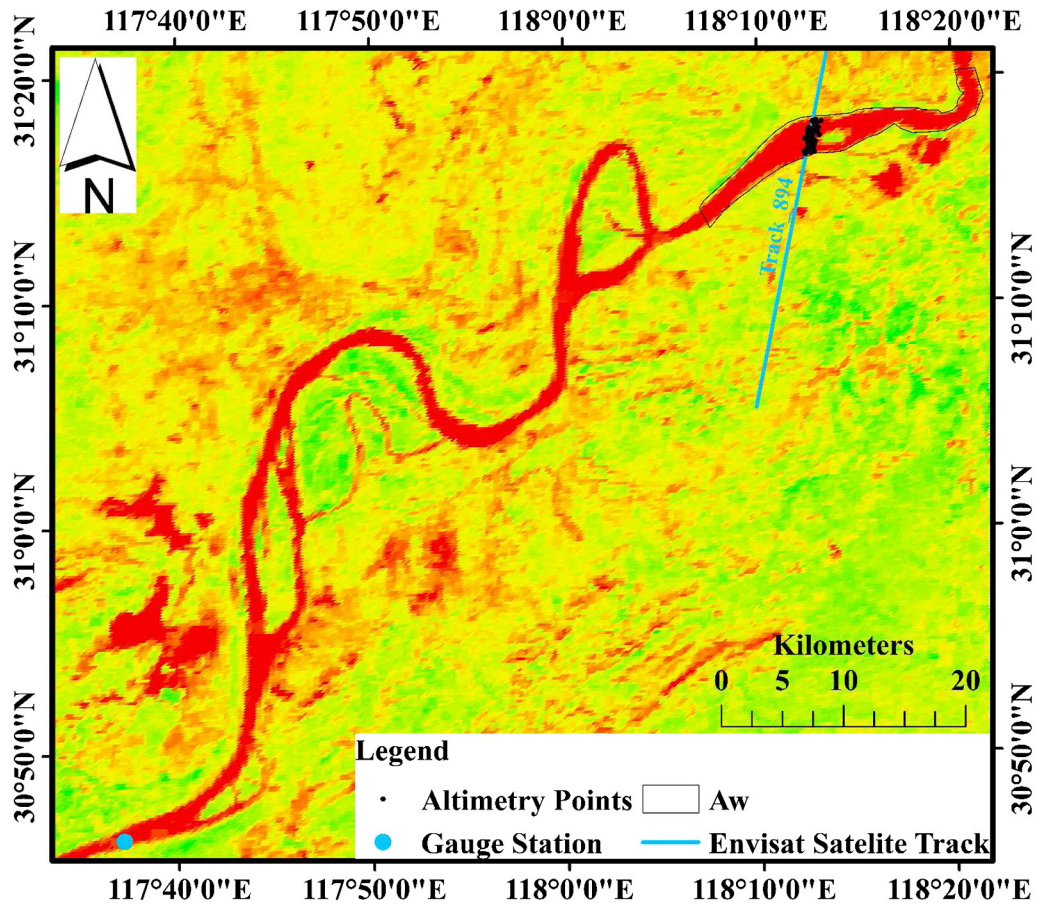 117°40'0"E 117°50'0"E 118°0'0"E 118°10'0"E 118°20'0"E
31°20'0"N
31°10'0"N
31°0'0"N
30°50'0"N
N
Track 894
31°10'0"N
31°0'0"N
30°50'0"N
Kilometers
0 5 10 20
Legend
Altimetry Points Aw
Gauge Station Envisat Satelite Track
117°40'0"E 117°50'0"E 118°0'0"E 118°10'0"E 118°20'0"E